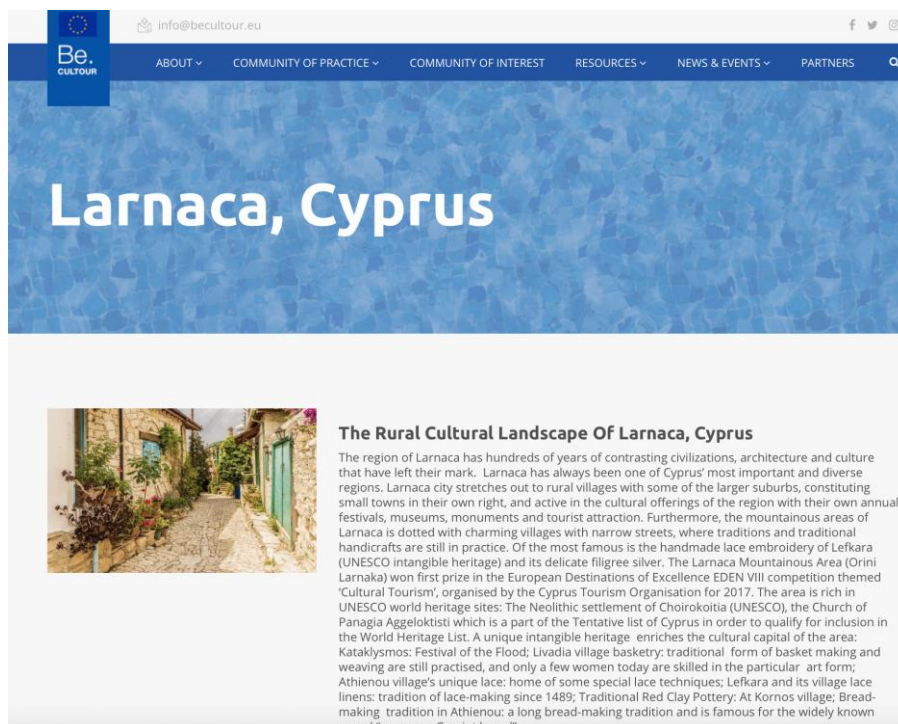 info@becultour.eu
Be.
CULTOUR
ABOUT
COMMUNITY OF PRACTICE
COMMUNITY OF INTEREST
RESOURCES
NEWS & EVENTS
PARTNERS
Larnaca, Cyprus
The Rural Cultural Landscape Of Larnaca, Cyprus
The region of Larnaca has hundreds of years of contrasting civilizations, architecture and culture
that have left their mark. Larnaca has always been one of Cyprus’ most important and diverse
regions. Larnaca city stretches out to rural villages with some of the larger suburbs, constituting
small towns in their own right, and active in the cultural offerings of the region with their own annual
festivals, museums, monuments and tourist attraction. Furthermore, the mountainous areas of
Larnaca is dotted with charming villages with narrow streets, where traditions and traditional
handicrafts are still in practice. Of the most famous is the handmade lace embroidery of Lefkara
(UNESCO intangible heritage) and its delicate filigree silver. The Larnaca Mountainous Area (Orini
Larnaka) won first prize in the European Destinations of Excellence EDEN VIII competition themed
‘Cultural Tourism’, organised by the Cyprus Tourism Organisation for 2017. The area is rich in
UNESCO world heritage sites: The Neolithic settlement of Choirokoitia (UNESCO), the Church of
Panagia Aggeloktisti which is a part of the Tentative list of Cyprus in order to qualify for inclusion in
the World Heritage List. A unique intangible heritage enriches the cultural capital of the area:
Kataklysmos: Festival of the Flood; Livadia village basketry: traditional form of basket making and
weaving are still practised, and only a few women today are skilled in the particular art form;
Athienou village’s unique lace: home of some special lace techniques; Lefkara and its village lace
linens: tradition of lace-making since 1489; Traditional Red Clay Pottery: At Kornos village; Bread-
making tradition in Athienou: a long bread-making tradition and is famous for the widely known